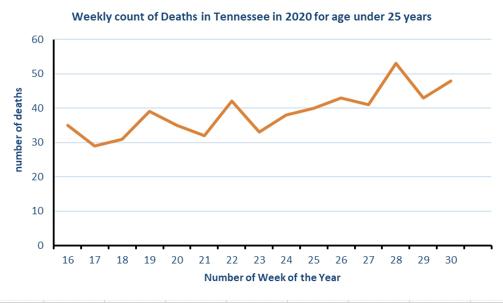 Weekly count of Deaths in Tennessee in 2020 for age under 25 years
60
50
40
30
20
10
0
number of deaths
16 17 18 19 20 21 22 23 24 25 26 27 28 29 30
Number of Week of the Year